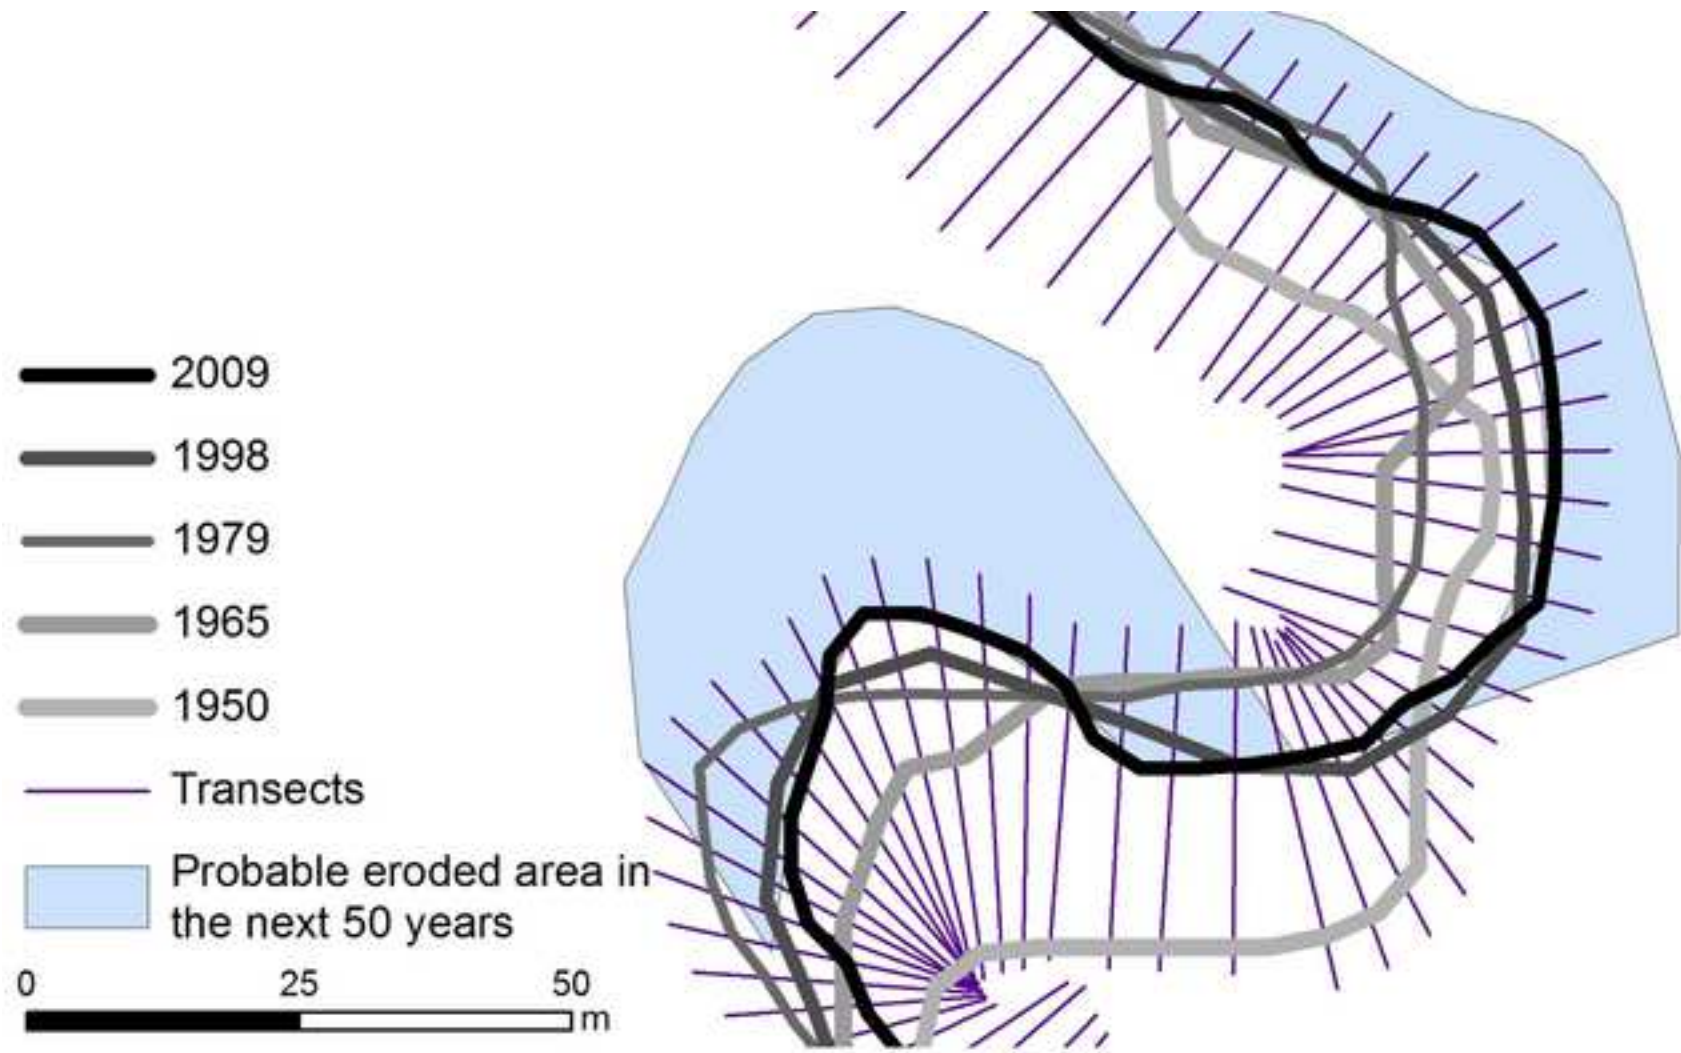 2009
1998
1979
1965
1950
Transects
Probable eroded area in
the next 50 years
0 25 50
m